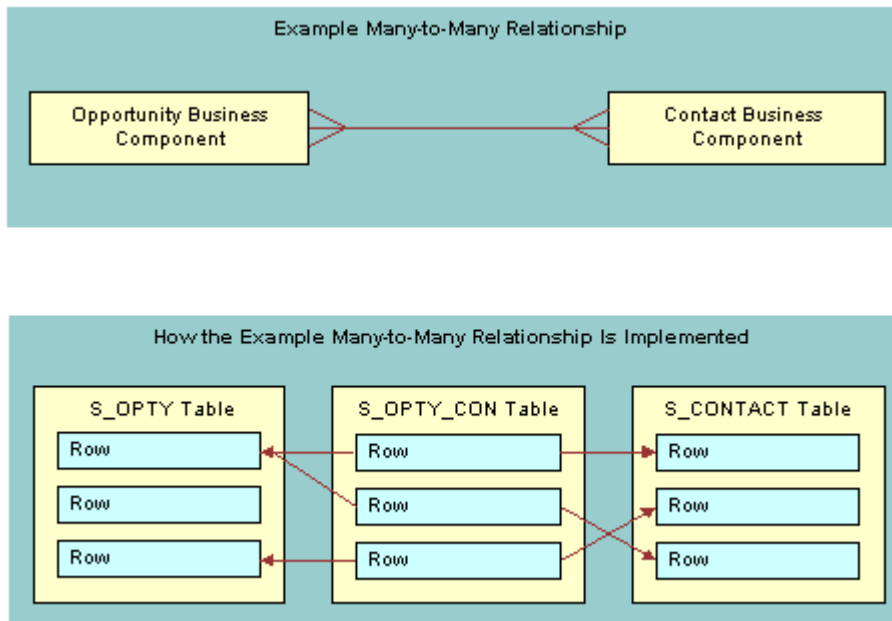 Example Many-to-Many Relationship
Opportunity Business
Component
Contact Business
Component
How the Example Many-to-Many Relationship Is Implemented
S_OPTY Table
Row
Row
Row
S_OPTY_CON Table
Row
Row
Row
S_CONTACT Table
Row
Row
Row